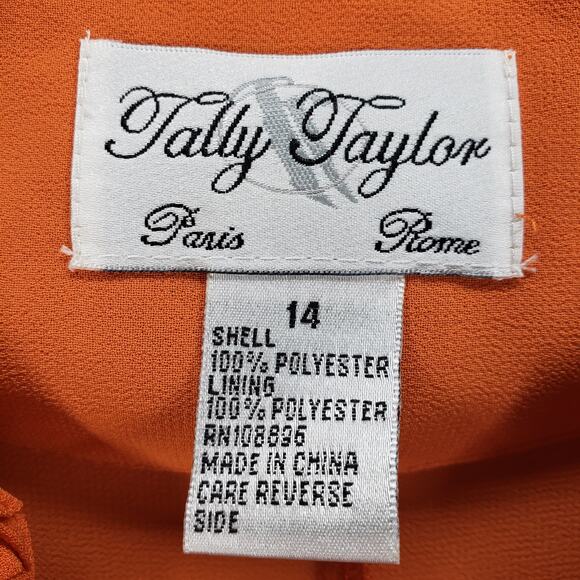 Tally Taylor
Paris Rome
14
SHELL
100% POLYESTER
LINING
100% POLYESTER
RN108896
MADE IN CHINA
CARE REVERSE
SIDE